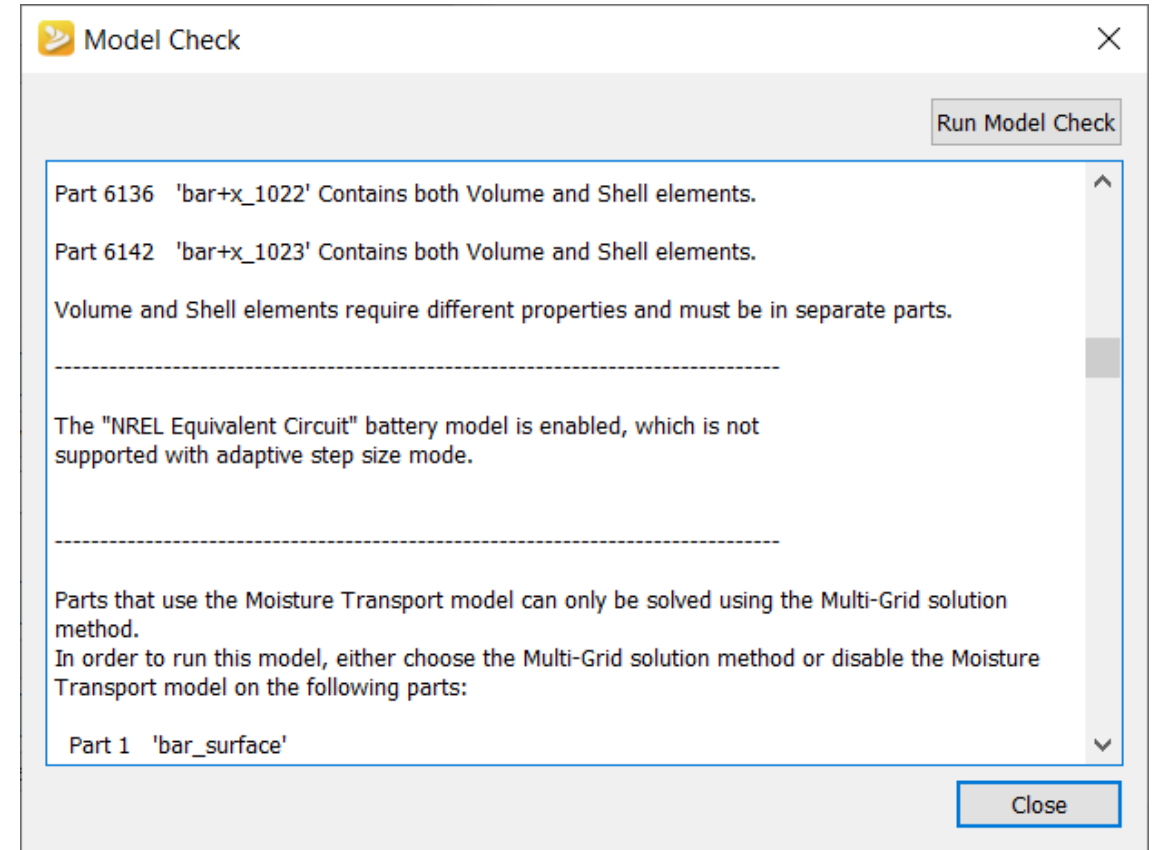 Model Check
Run Model Check
Part 6136 'bar+x_1022' Contains both Volume and Shell elements.
Part 6142 'bar+x_1023' Contains both Volume and Shell elements.
Volume and Shell elements require different properties and must be in separate parts.
--------------------------------------------------------------------------------
The "NREL Equivalent Circuit" battery model is enabled, which is not
supported with adaptive step size mode.
--------------------------------------------------------------------------------
Parts that use the Moisture Transport model can only be solved using the Multi-Grid solution
method.
In order to run this model, either choose the Multi-Grid solution method or disable the Moisture
Transport model on the following parts:
Part 1 'bar_surface'
Close